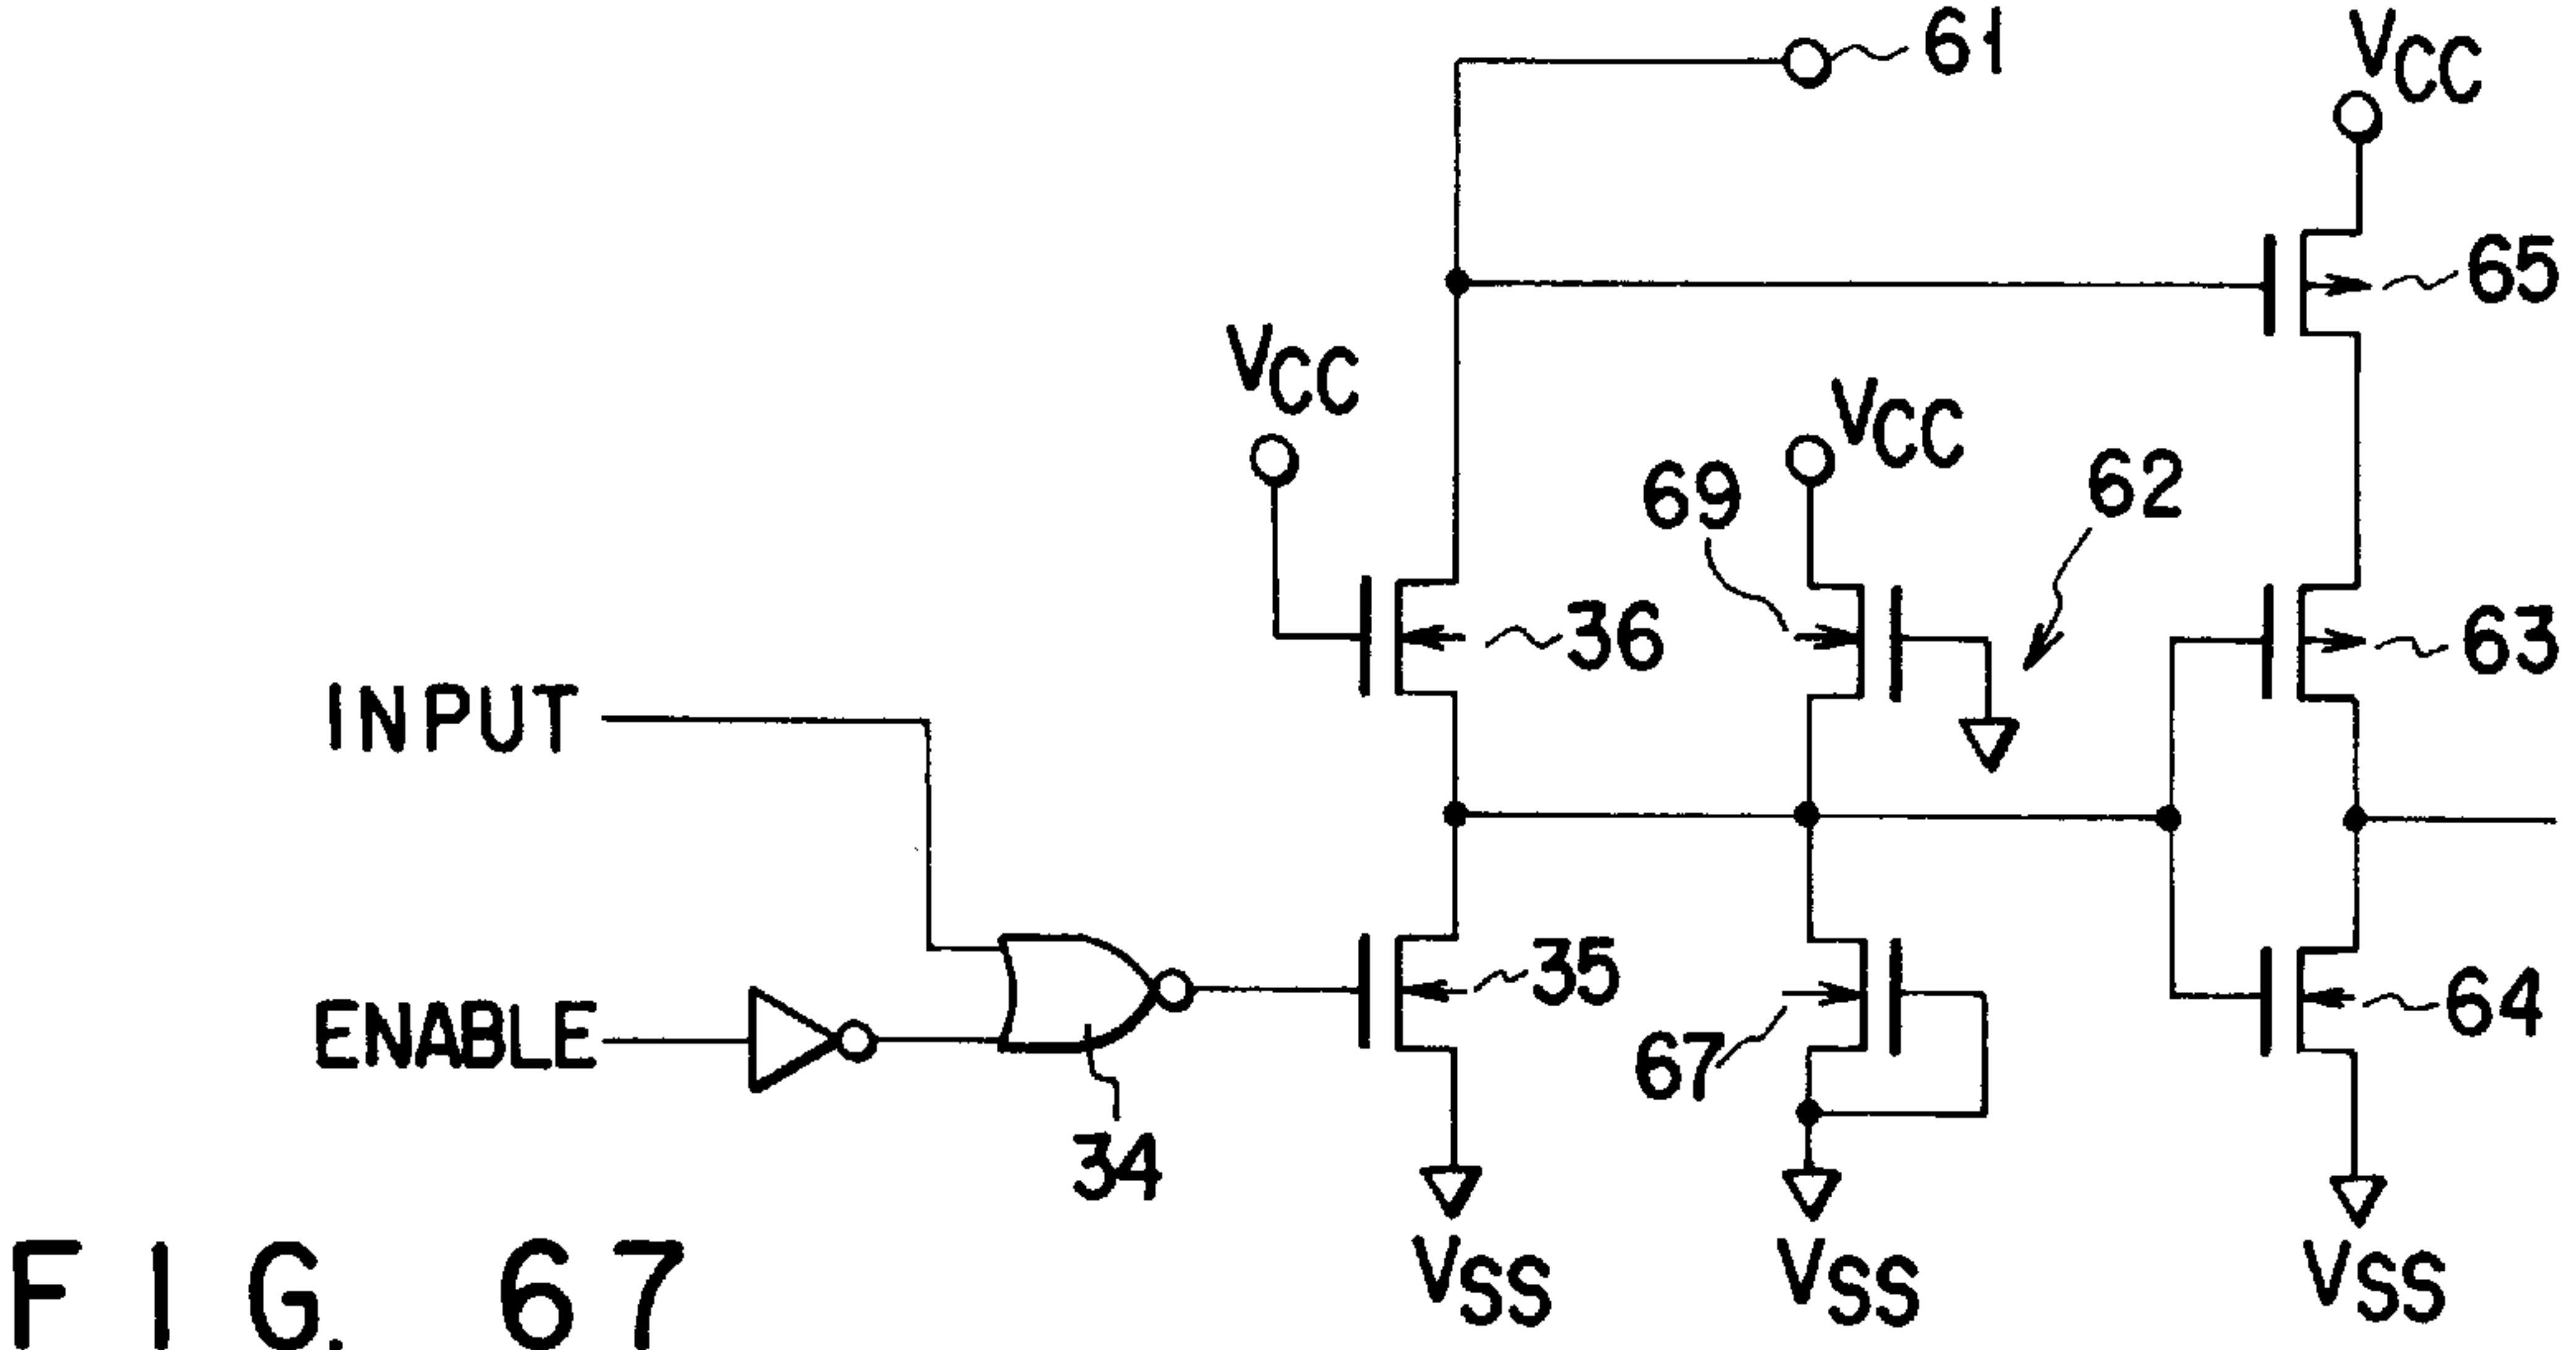 61
VCC
65
VCC
VCC
69
62
36
63
INPUT
35
ENABLE
67
64
34
VSS
VSS
VSS
FIG. 67